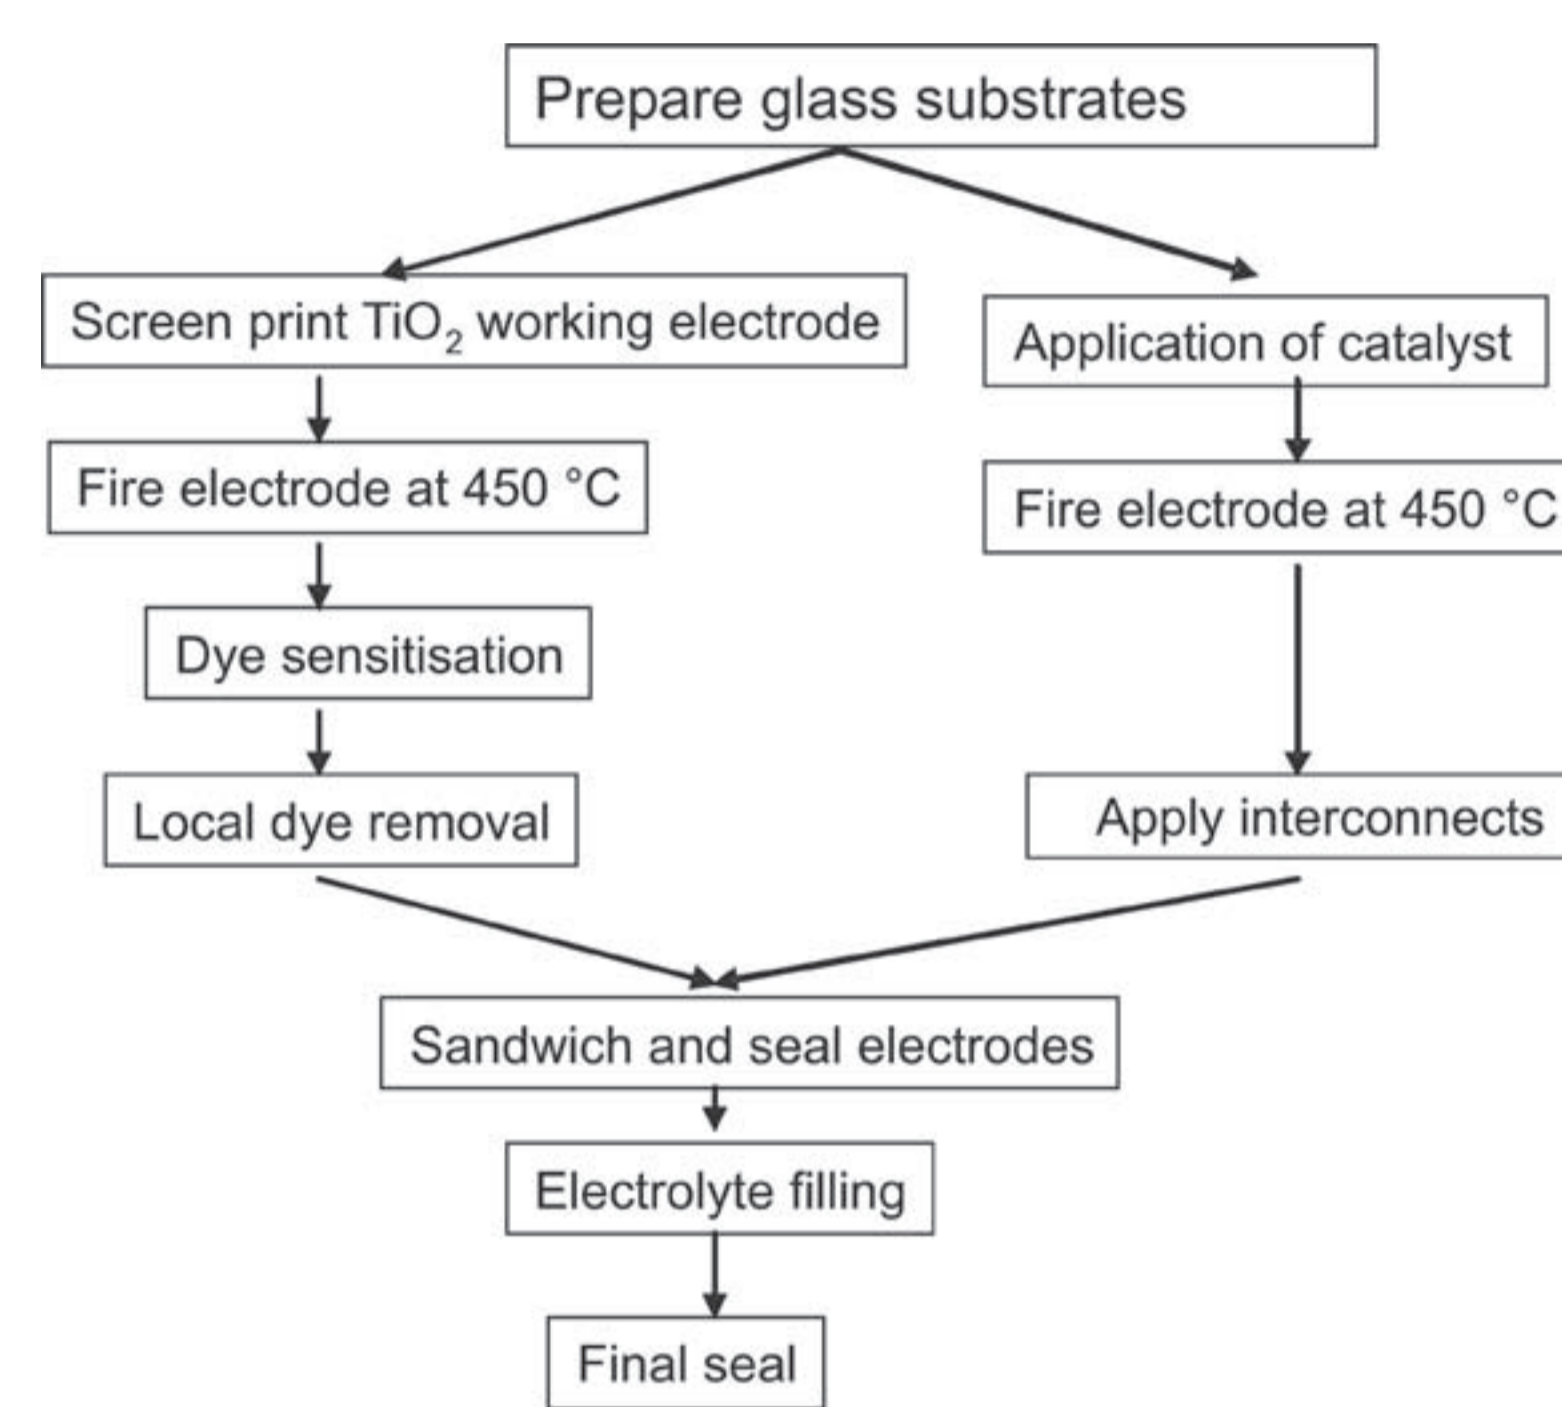 Prepare glass substrates
Screen print TiO₂ working electrode
Application of catalyst
Fire electrode at 450 °C
Fire electrode at 450 °C
Dye sensitisation
Local dye removal
Apply interconnects
Sandwich and seal electrodes
Electrolyte filling
Final seal